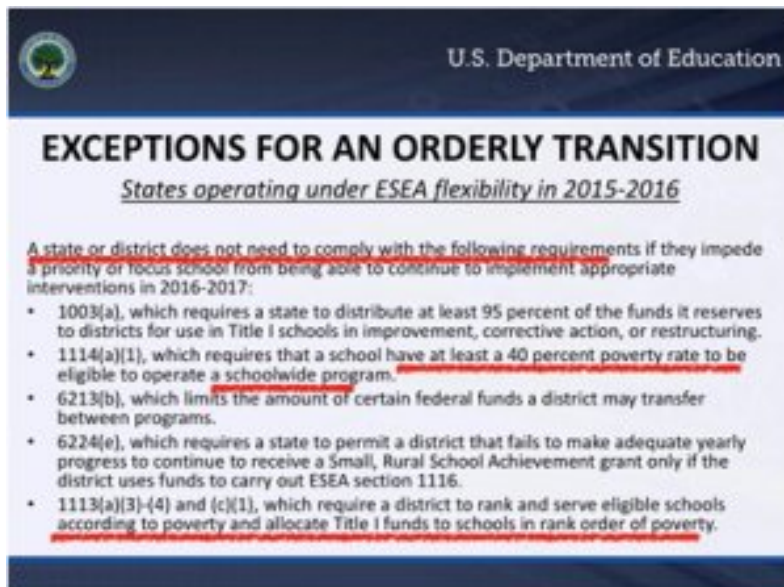 U.S. Department of Education
EXCEPTIONS FOR AN ORDERLY TRANSITION
States operating under ESEA flexibility in 2015-2016
A state or district does not need to comply with the following requirements if they impede
a priority or focus school from being able to continue to implement appropriate
interventions in 2016-2017:
• 1003(a), which requires a state to distribute at least 95 percent of the funds it reserves
to districts for use in Title I schools in improvement, corrective action, or restructuring.
• 1114(a)(1), which requires that a school have at least a 40 percent poverty rate to be
eligible to operate a schoolwide program.
• 6213(b), which limits the amount of certain federal funds a district may transfer
between programs.
• 6224(e), which requires a state to permit a district that fails to make adequate yearly
progress to continue to receive a Small, Rural School Achievement grant only if the
district uses funds to carry out ESEA section 1116.
• 1113(a)(3)-(4) and (c)(1), which require a district to rank and serve eligible schools
according to poverty and allocate Title I funds to schools in rank order of poverty.